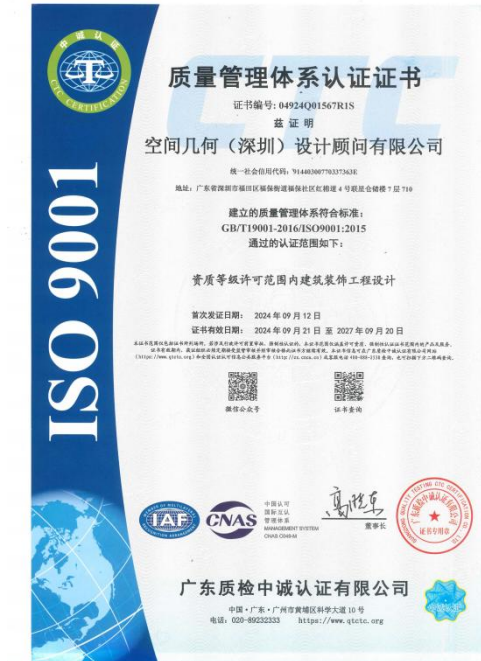 中诚认证
CTC CERTIFICATION
ISO 9001
质量管理体系认证证书
证书编号: 04924Q01567R1S
兹证明
空间几何（深圳）设计顾问有限公司
统一社会信用代码: 91440300770337363E
地址: 广东省深圳市福田区福保街道福保社区红棉道4号联星仓储楼7层710
建立的质量管理体系符合标准:
GB/T19001-2016/ISO9001:2015
通过的认证范围如下:
资质等级许可范围内建筑装饰工程设计
首次发证日期: 2024年09月12日
证书有效日期: 2024年09月21日 至 2027年09月20日
微信公众号
证书查询
IAF
CNAS
中国认可
国际互认
管理体系
MANAGEMENT SYSTEM
高晓东
董事长
证书专用章
广东质检中诚认证有限公司
中国·广东·广州市黄埔区科学大道10号
电话: 020-89232333 https://www.qtctc.org